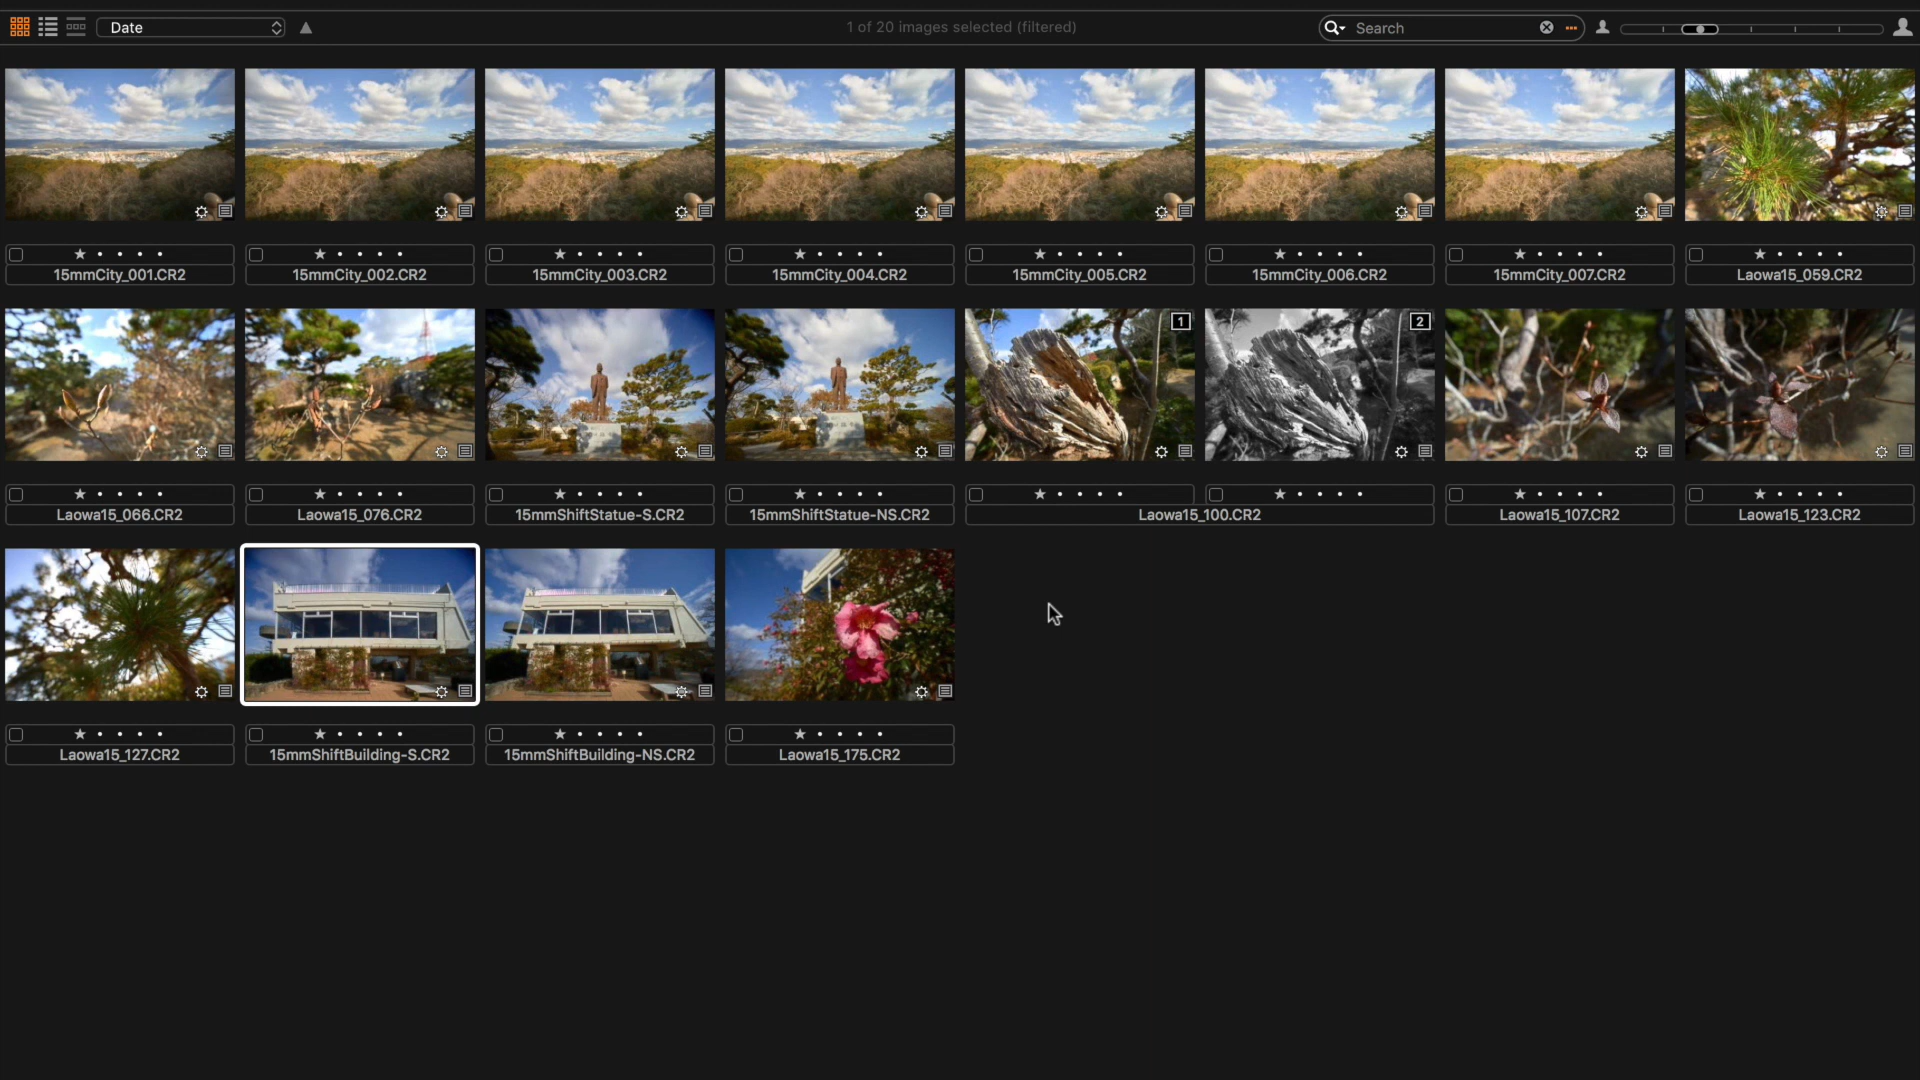 Date
1 of 20 images selected (filtered)
Search
15mmCity_001.CR2
15mmCity_002.CR2
15mmCity_003.CR2
15mmCity_004.CR2
15mmCity_005.CR2
15mmCity_006.CR2
15mmCity_007.CR2
Laowa15_059.CR2
1
2
Laowa15_066.CR2
Laowa15_076.CR2
15mmShiftStatue-S.CR2
15mmShiftStatue-NS.CR2
Laowa15_100.CR2
Laowa15_107.CR2
Laowa15_123.CR2
Laowa15_127.CR2
15mmShiftBuilding-S.CR2
15mmShiftBuilding-NS.CR2
Laowa15_175.CR2